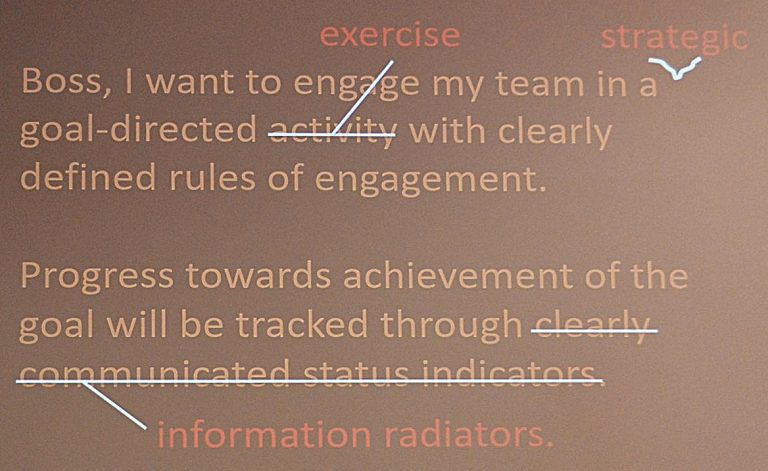 exercise strategic
Boss, I want to engage my team in a
goal-directed activity with clearly
defined rules of engagement.
Progress towards achievement of the
goal will be tracked through clearly
communicated status indicators.
information radiators.